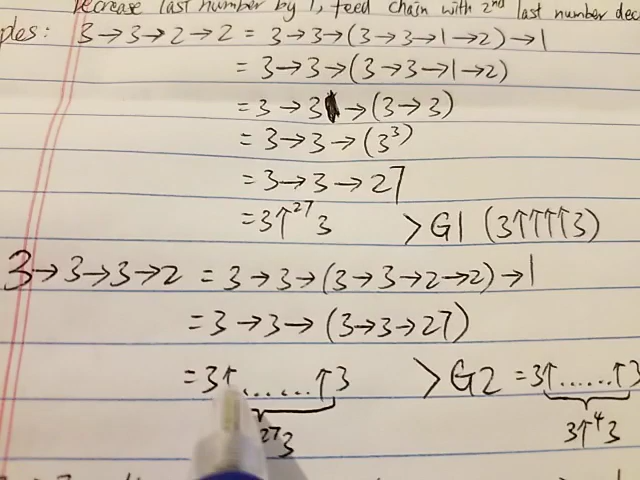 Decrease last number by 1, feed chain with 2nd last number dec
ples: 3→3→2→2 = 3→3→(3→3→1→2)→1
= 3→3→(3→3→1→2)
= 3→3→(3→3)
= 3→3→(3³)
= 3→3→27
= 3↑²⁷3 >G1 (3↑↑↑↑3)
3→3→3→2 = 3→3→(3→3→2→2)→1
= 3→3→(3→3→27)
= 3↑......↑3 >G2 = 3↑......↑3
²⁷3 3↑⁴3